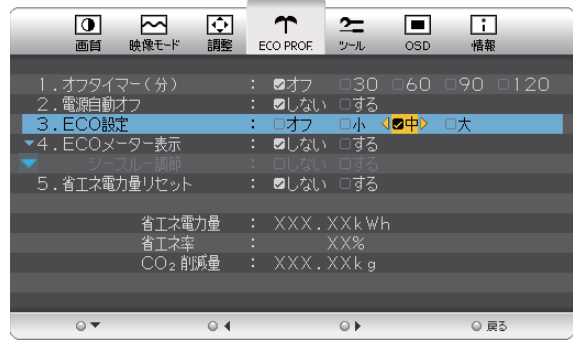 画質 映像モード 調整 ECO PROF. ツール OSD 情報
1.オフタイマー(分) : ☑オフ □30 □60 □90 □120
2.電源自動オフ : ☑しない □する
3.ECO設定 : □オフ □小 ☑中 □大
4.ECOメーター表示 : ☑しない □する
シースルー調節 : □しない □する
5.省エネ電力量リセット : ☑しない □する
省エネ電力量 : XXX.XXkWh
省エネ率 : XX%
CO₂削減量 : XXX.XXkg
戻る